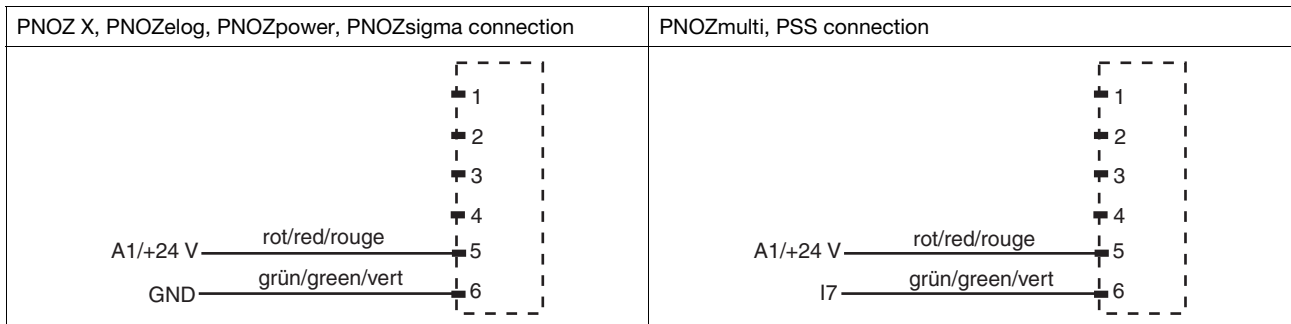 PNOZ X, PNOZelog, PNOZpower, PNOZsigma connection
PNOZmulti, PSS connection
1
2
3
4
A1/+24 V rot/red/rouge 5
GND grün/green/vert 6
1
2
3
4
A1/+24 V rot/red/rouge 5
I7 grün/green/vert 6